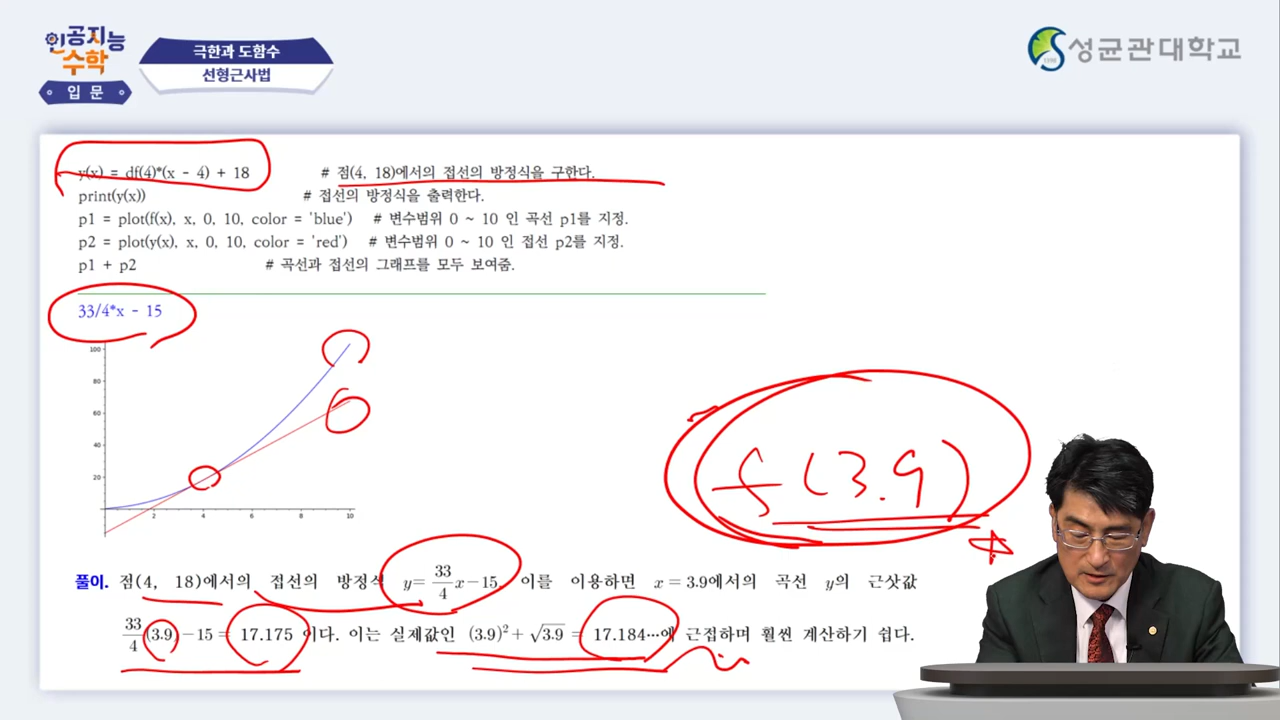 인공지능
수학
입 문
극한과 도함수
선형근사법
성균관대학교
y(x) = df(4)*(x - 4) + 18 # 점(4, 18)에서의 접선의 방정식을 구한다.
print(y(x)) # 접선의 방정식을 출력한다.
p1 = plot(f(x), x, 0, 10, color = 'blue') # 변수범위 0 ~ 10 인 곡선 p1를 지정.
p2 = plot(y(x), x, 0, 10, color = 'red') # 변수범위 0 ~ 10 인 접선 p2를 지정.
p1 + p2 # 곡선과 접선의 그래프를 모두 보여줌.
33/4*x - 15
100
80
60
40
20
2 4 6 8 10
f(3.9)
풀이. 점(4, 18)에서의 접선의 방정식 y= 33/4 x-15 이를 이용하면 x=3.9에서의 곡선 y의 근삿값
33/4 (3.9)-15 = 17.175 이다. 이는 실제값인 (3.9)²+√3.9 = 17.184⋯에 근접하며 훨씬 계산하기 쉽다.